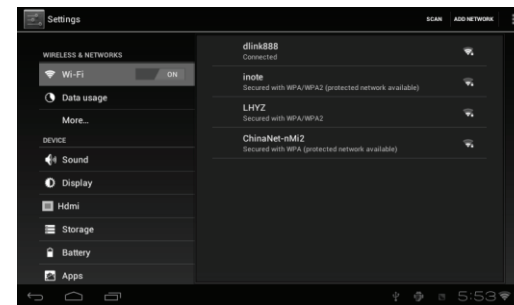 Settings
SCAN
ADD NETWORK
WIRELESS & NETWORKS
Wi-Fi
ON
Data usage
More...
DEVICE
Sound
Display
Hdmi
Storage
Battery
Apps
dlink888
Connected
inote
Secured with WPA/WPA2 (protected network available)
LHYZ
Secured with WPA/WPA2
ChinaNet-nMi2
Secured with WPA (protected network available)
5:53